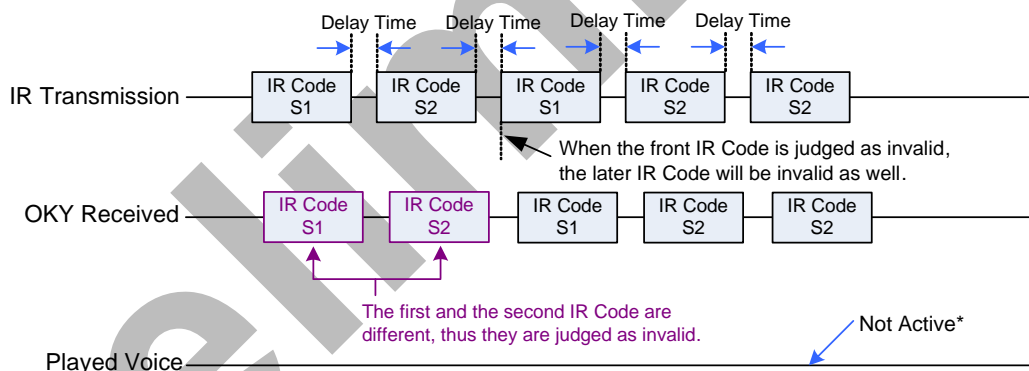 Delay Time Delay Time Delay Time Delay Time
IR Transmission
IR Code S1
IR Code S2
IR Code S1
IR Code S2
IR Code S2
When the front IR Code is judged as invalid,
the later IR Code will be invalid as well.
OKY Received
IR Code S1
IR Code S2
IR Code S1
IR Code S2
IR Code S2
The first and the second IR Code are
different, thus they are judged as invalid.
Not Active*
Played Voice